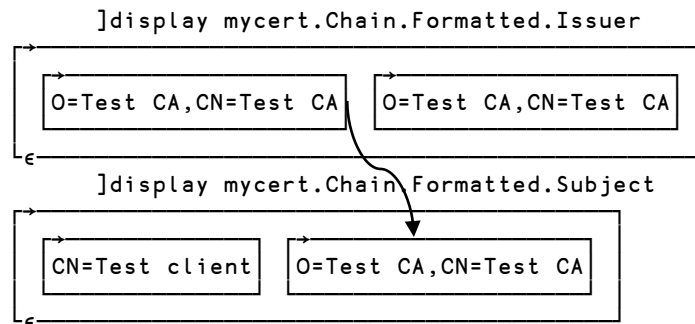 ]display mycert.Chain.Formatted.Issuer
O=Test CA,CN=Test CA O=Test CA,CN=Test CA
]display mycert.Chain.Formatted.Subject
CN=Test client O=Test CA,CN=Test CA